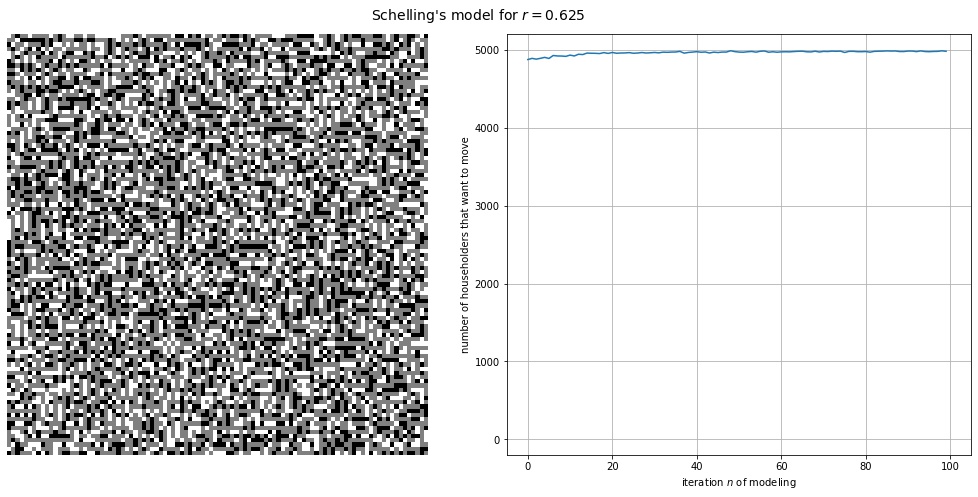 Schelling's model for r = 0.625
number of householders that want to move
5000
4000
3000
2000
1000
0
0 20 40 60 80 100
iteration n of modeling